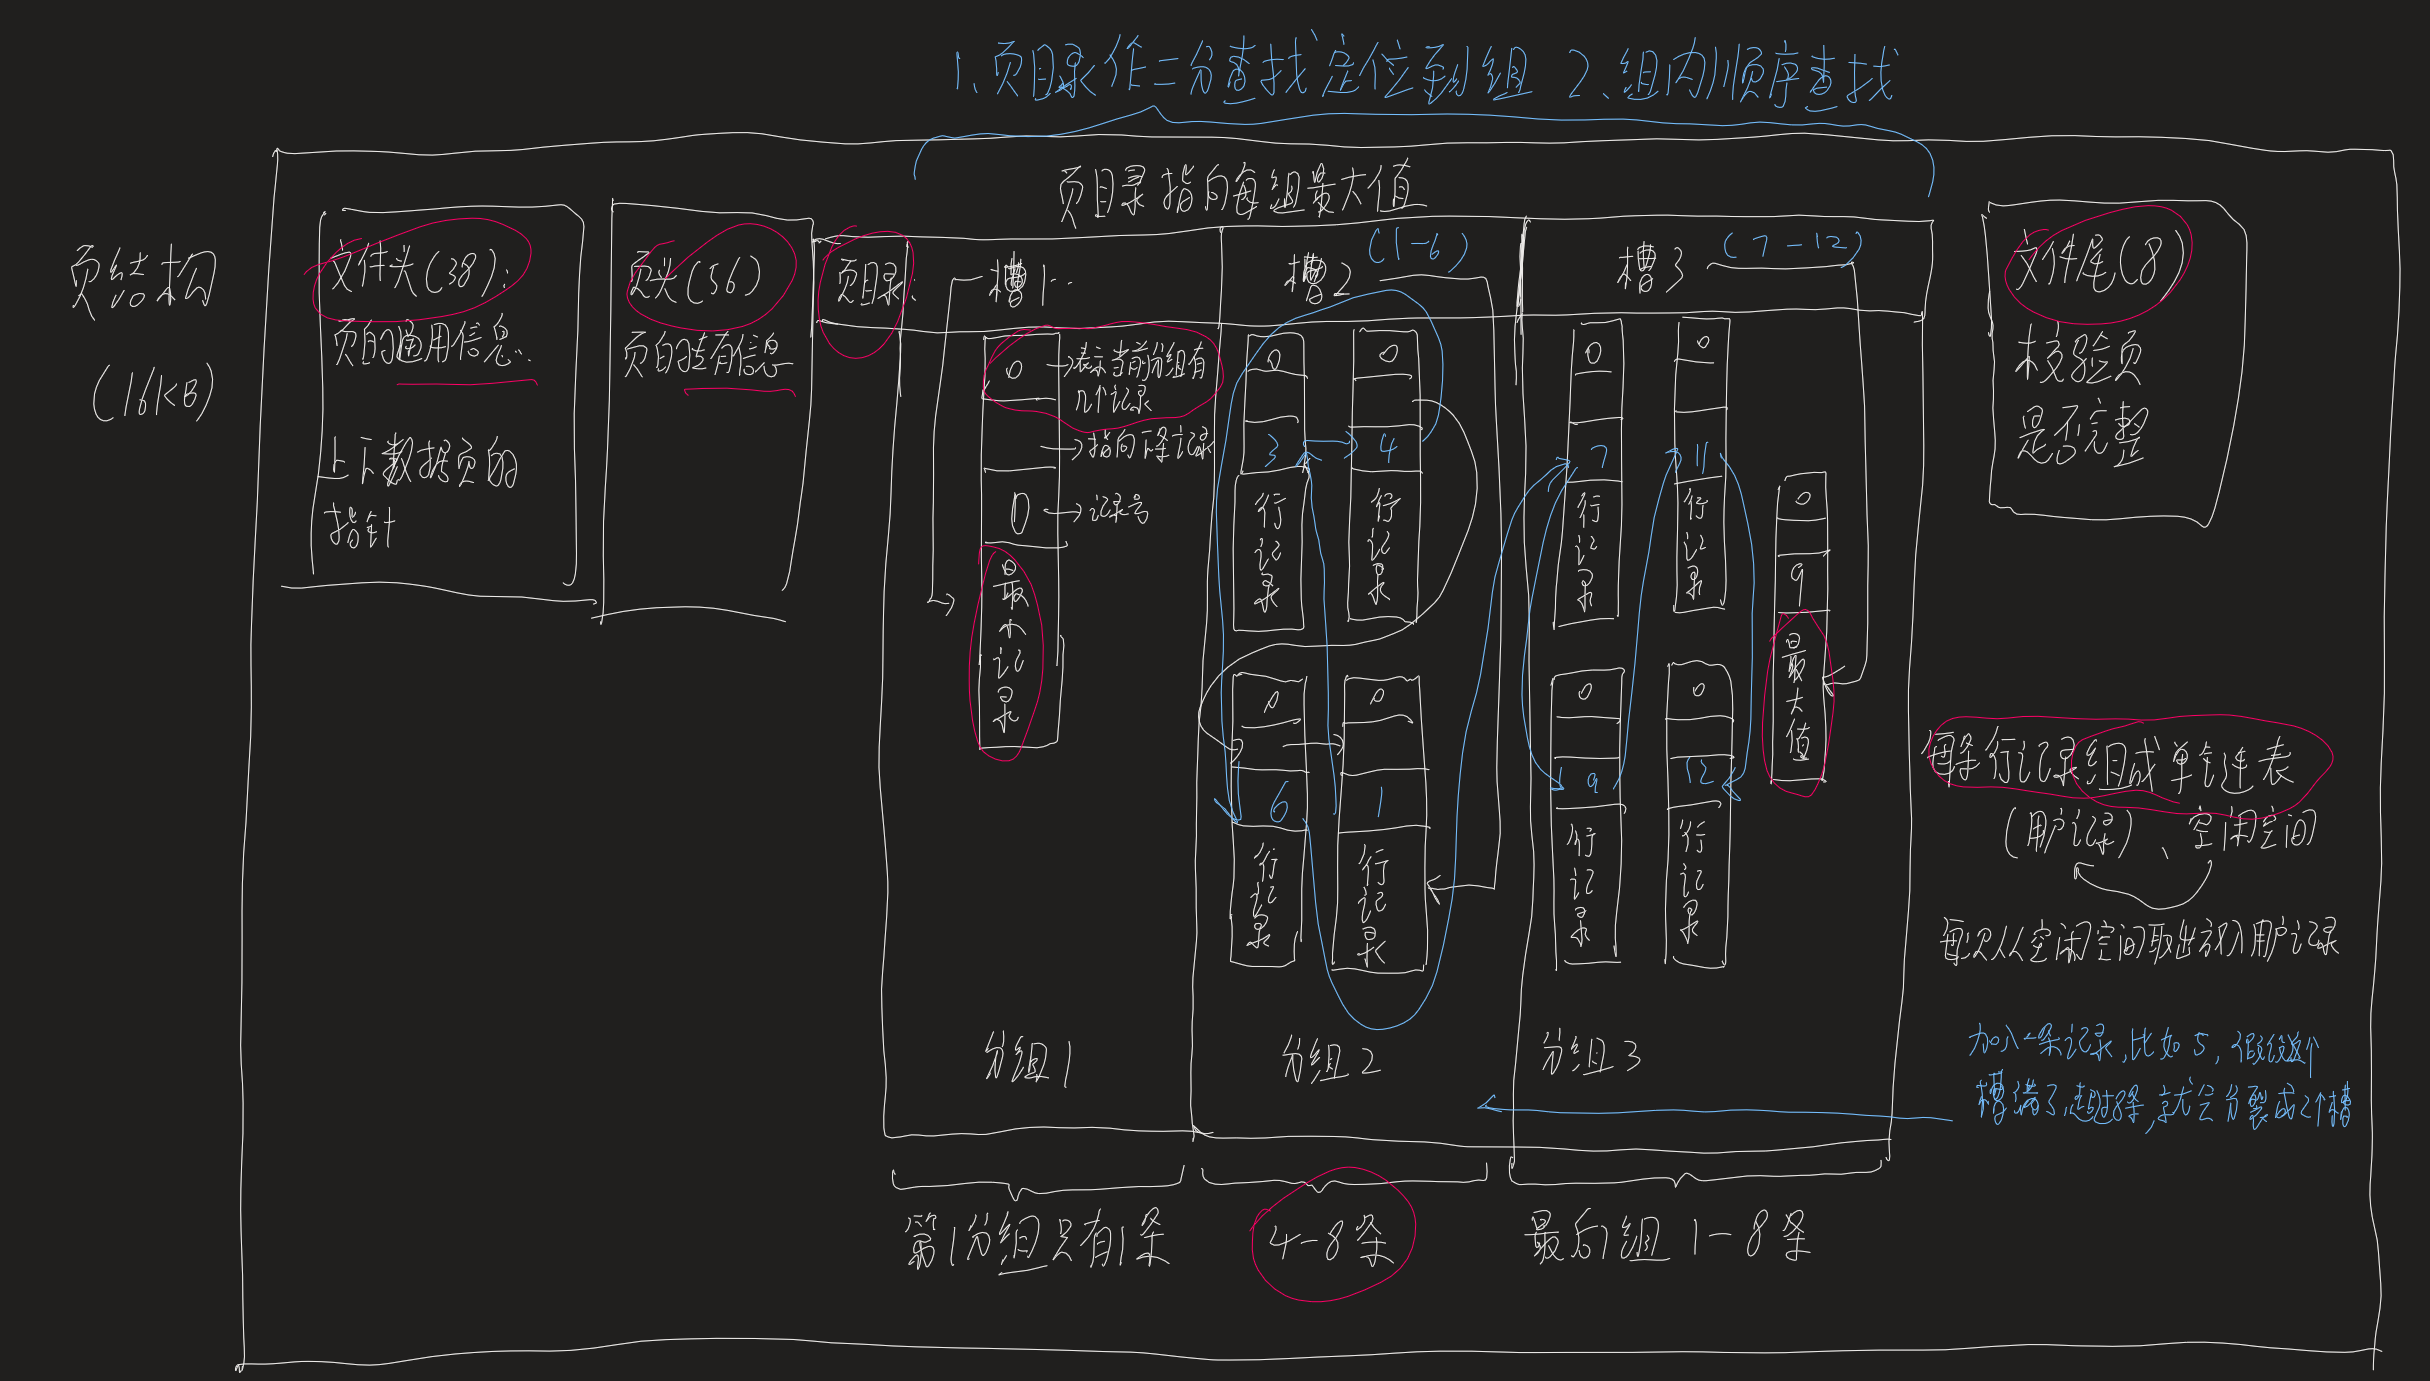 1、页目录作二分查找定位到组 2、组内顺序查找
页目录指向每组最大值
页结构
(16KB)
文件头(38):
页的通用信息.
上下数据页的
指针
页头(56)
页的独有信息
页目录:
槽1..
0
→表示当前分组有
几个记录
→指向下条记录
0
→记录号
最小记录
分组1
槽2
(1-6)
0
3
行记录
0
4
行记录
0
6
行记录
0
1
行记录
分组2
槽3
(7-12)
0
7
行记录
0
11
行记录
0
9
行记录
0
12
行记录
0
9
最大值
分组3
文件尾(8)
校验页
是否完整
每条行记录组成单链表
(用户记录)、空闲空间
每次从空闲空间取出放入用户记录
加入一条记录,比如5,假设这个
槽满了,超过8条,就会分裂成2个槽
第1分组只有1条
4-8条
最后1组 1-8条